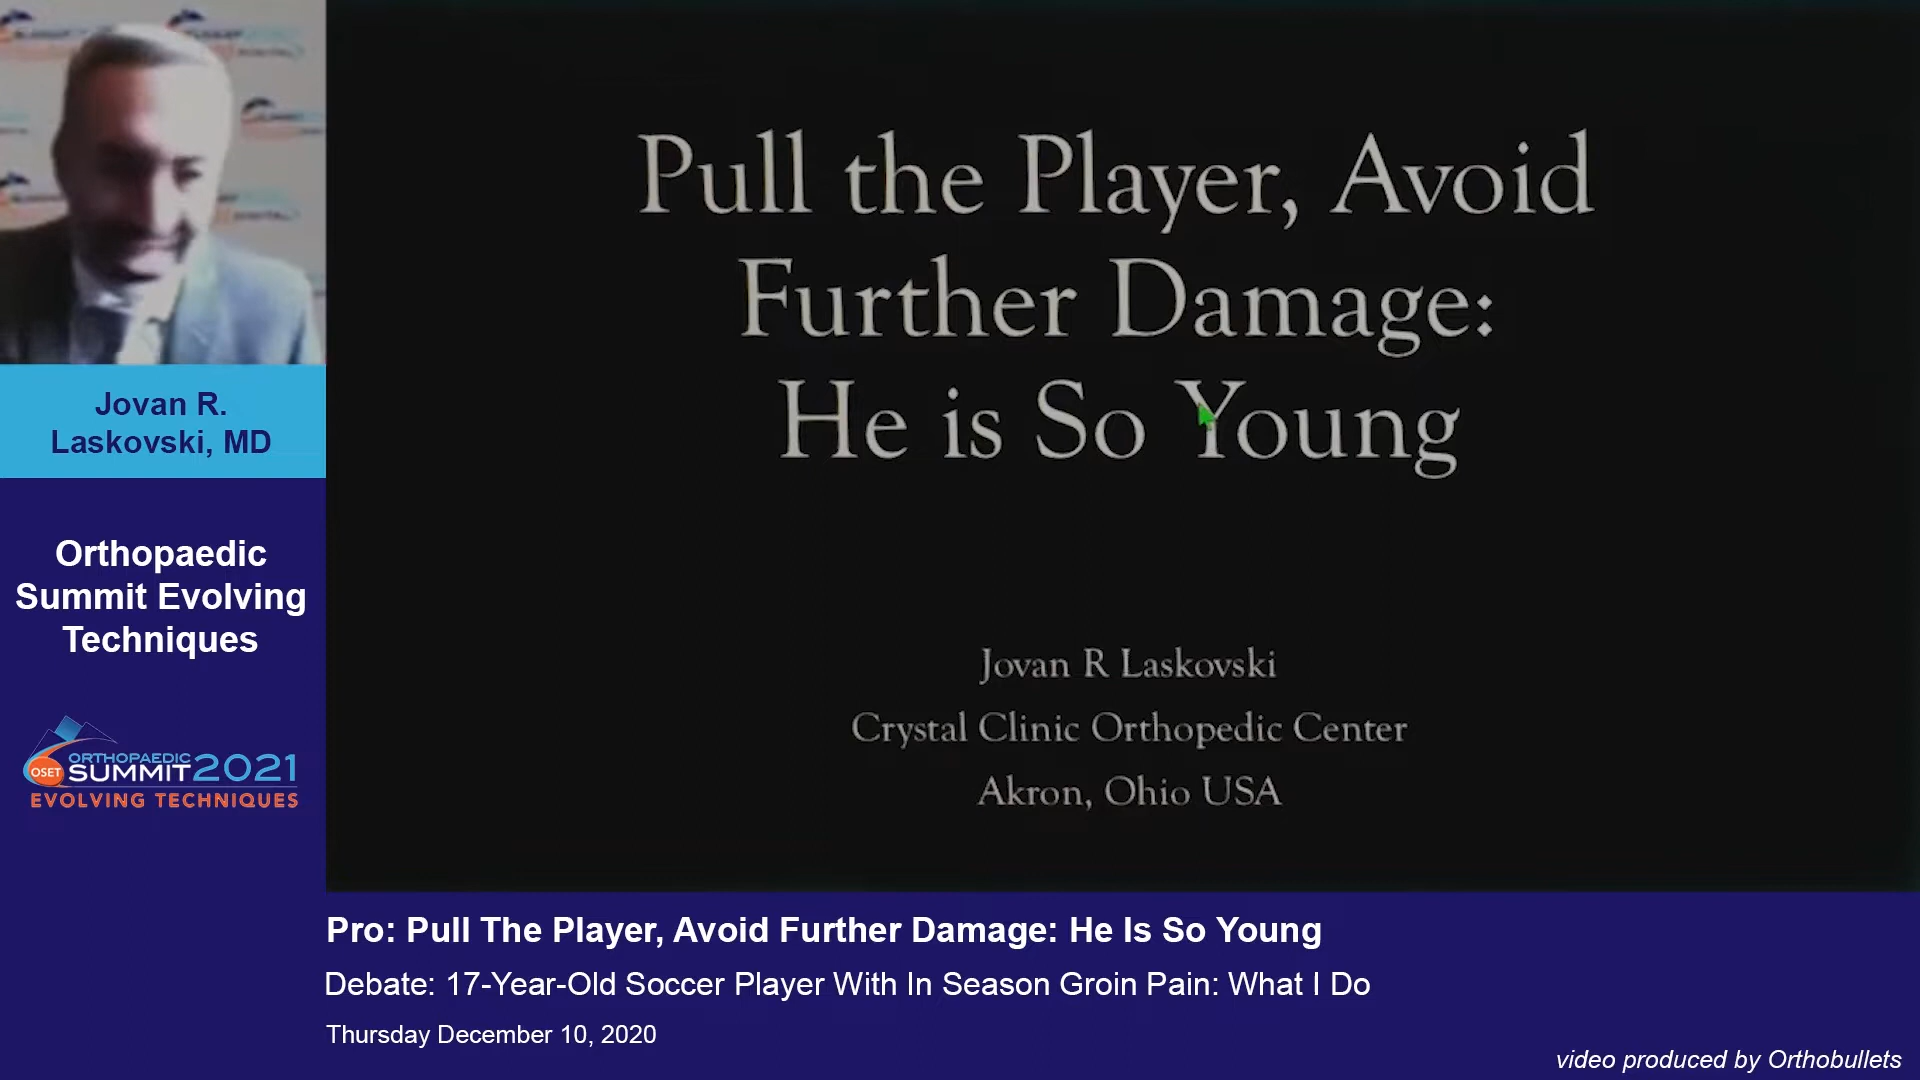 Pull the Player, Avoid
Further Damage:
He is So Young
Jovan R Laskovski
Crystal Clinic Orthopedic Center
Akron, Ohio USA
Jovan R.
Laskovski, MD
Orthopaedic
Summit Evolving
Techniques
OSET
ORTHOPAEDIC
SUMMIT 2021
EVOLVING TECHNIQUES
Pro: Pull The Player, Avoid Further Damage: He Is So Young
Debate: 17-Year-Old Soccer Player With In Season Groin Pain: What I Do
Thursday December 10, 2020
video produced by Orthobullets